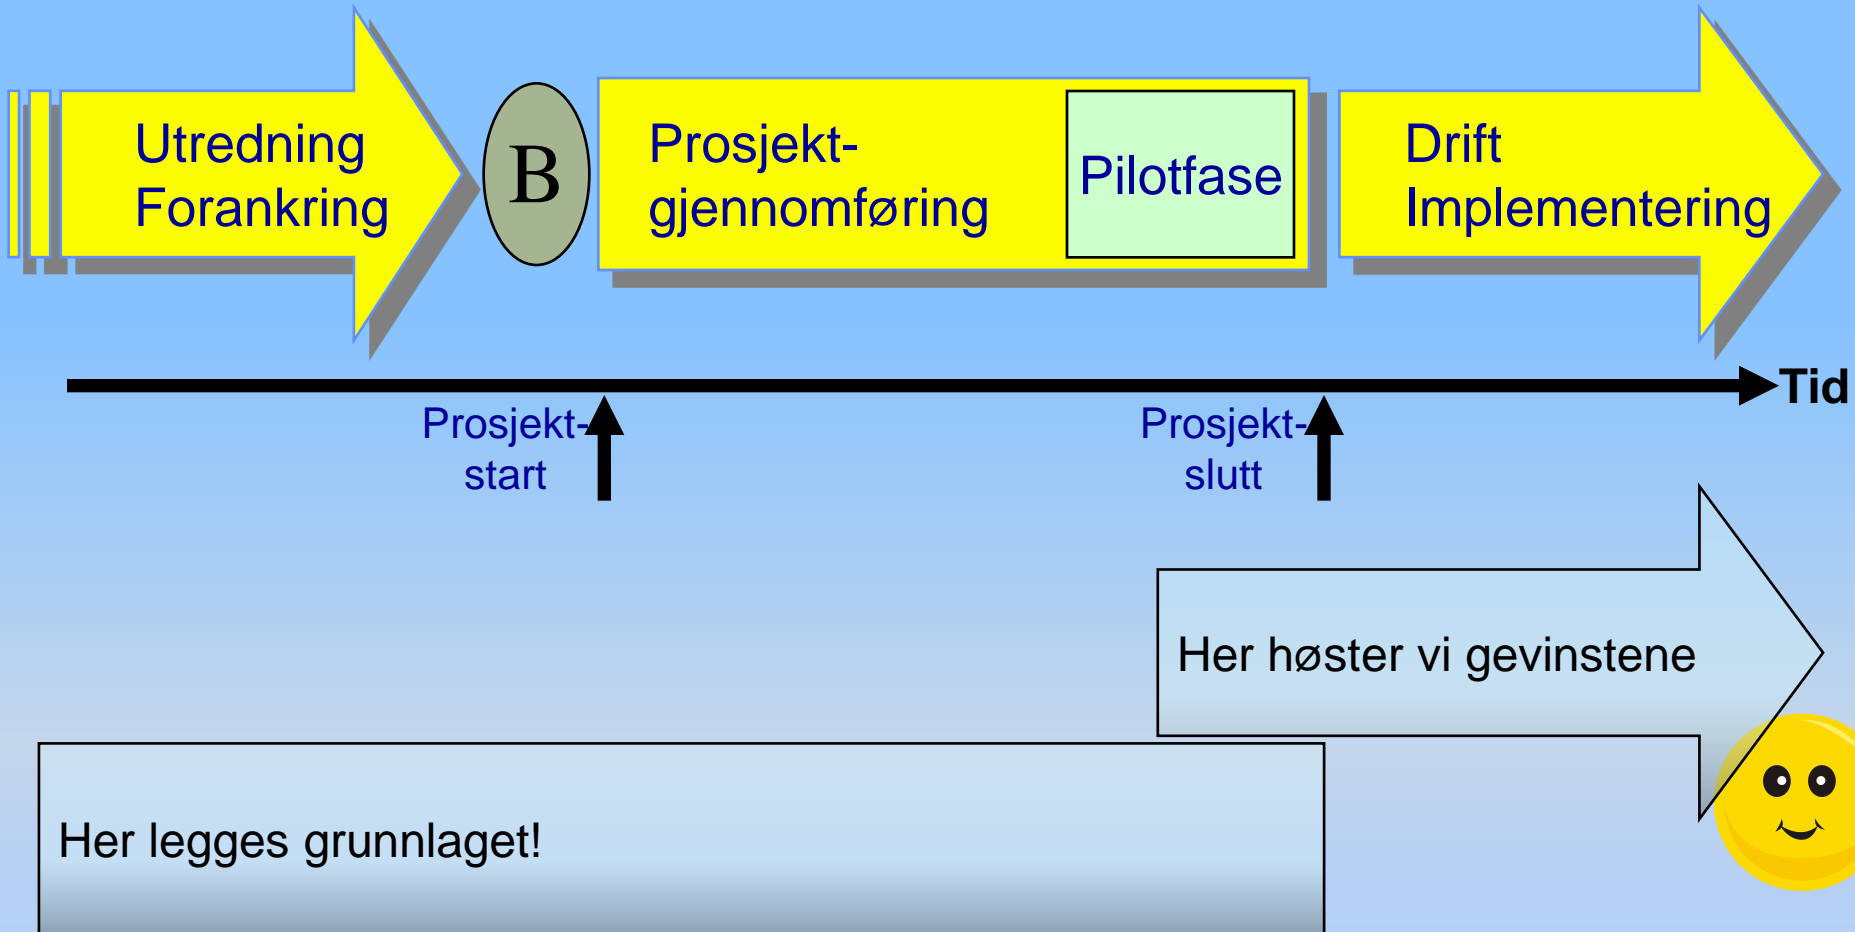 Utredning
Forankring
B
Prosjekt-
gjennomføring
Pilotfase
Drift
Implementering
Tid
Prosjekt-
start
Prosjekt-
slutt
Her høster vi gevinstene
Her legges grunnlaget!